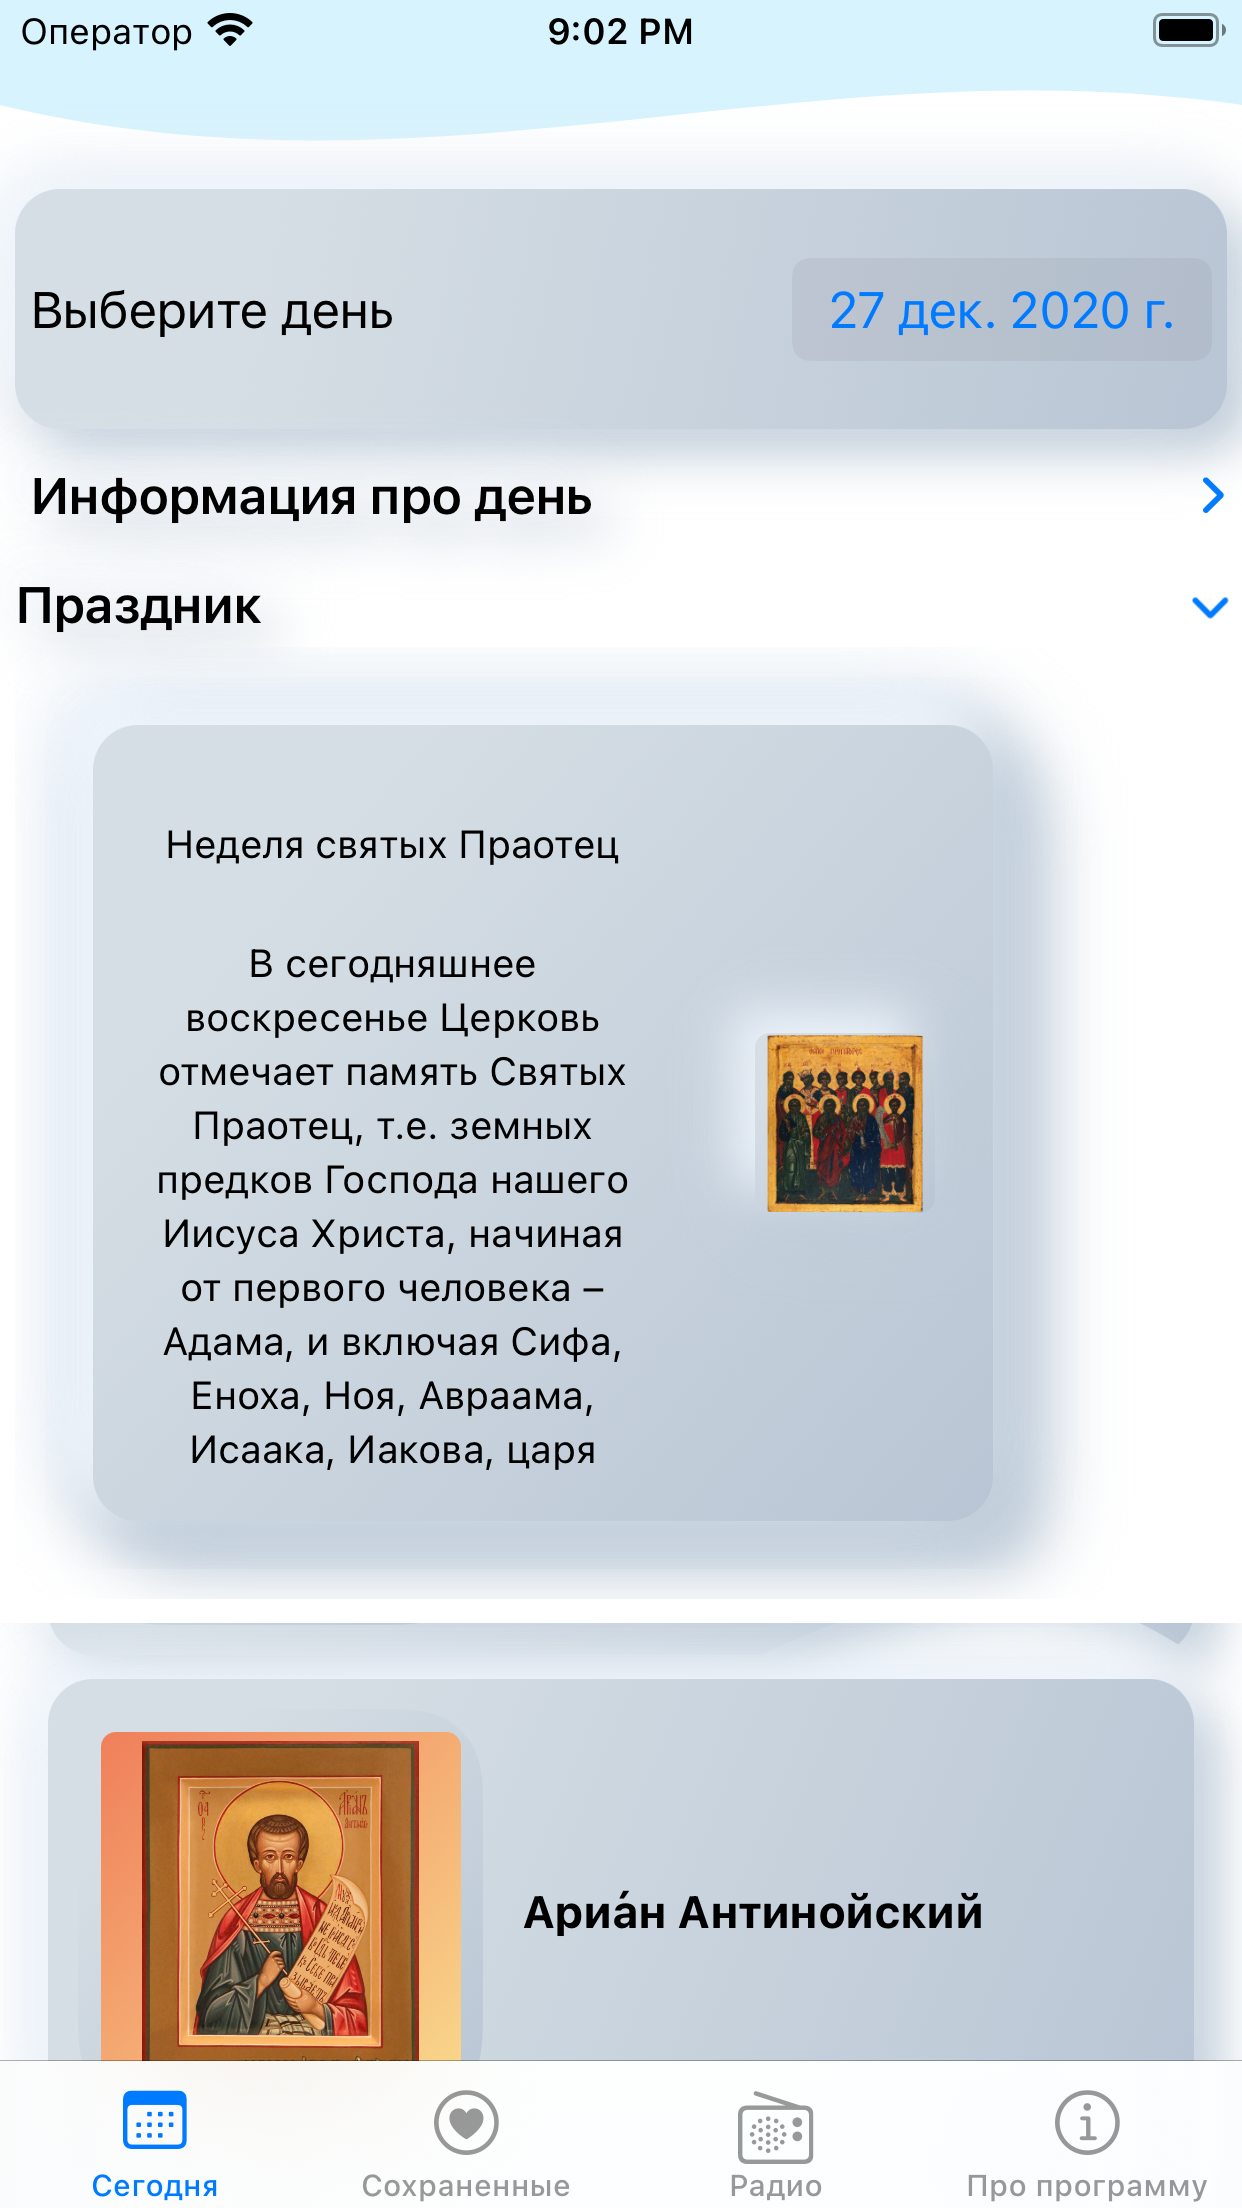 Оператор 9:02 PM
Выберите день 27 дек. 2020 г.
Информация про день
Праздник
Неделя святых Праотец
В сегодняшнее
воскресенье Церковь
отмечает память Святых
Праотец, т.е. земных
предков Господа нашего
Иисуса Христа, начиная
от первого человека –
Адама, и включая Сифа,
Еноха, Ноя, Авраама,
Исаака, Иакова, царя
Ариа́н Антинойский
Сегодня Сохраненные Радио Про программу